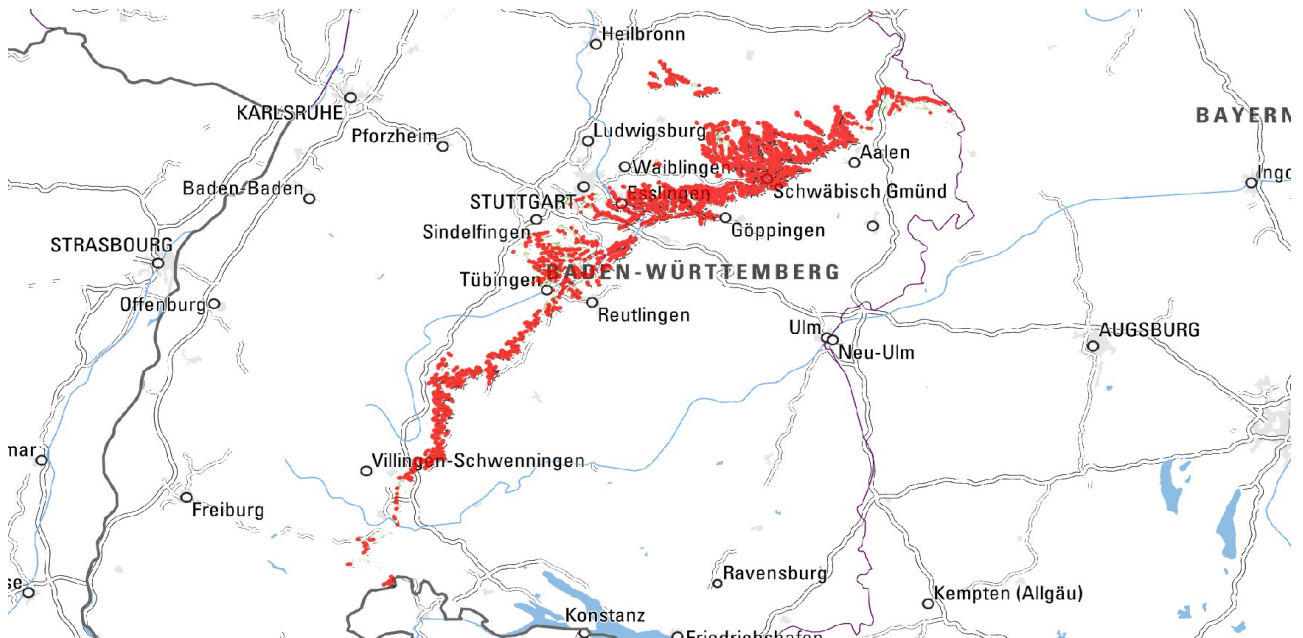 Heilbronn
KARLSRUHE
BAYERN
Ludwigsburg
Pforzheim
Aalen
Waiblingen
Baden-Baden
Esslingen
Schwäbisch Gmünd
STUTTGART
Sindelfingen
Göppingen
STRASBOURG
BADEN-WÜRTTEMBERG
Tübingen
Offenburg
Reutlingen
Ulm
AUGSBURG
Neu-Ulm
mar
Villingen-Schwenningen
Freiburg
Ravensburg
se
Kempten (Allgäu)
Konstanz
Friedrichshafen